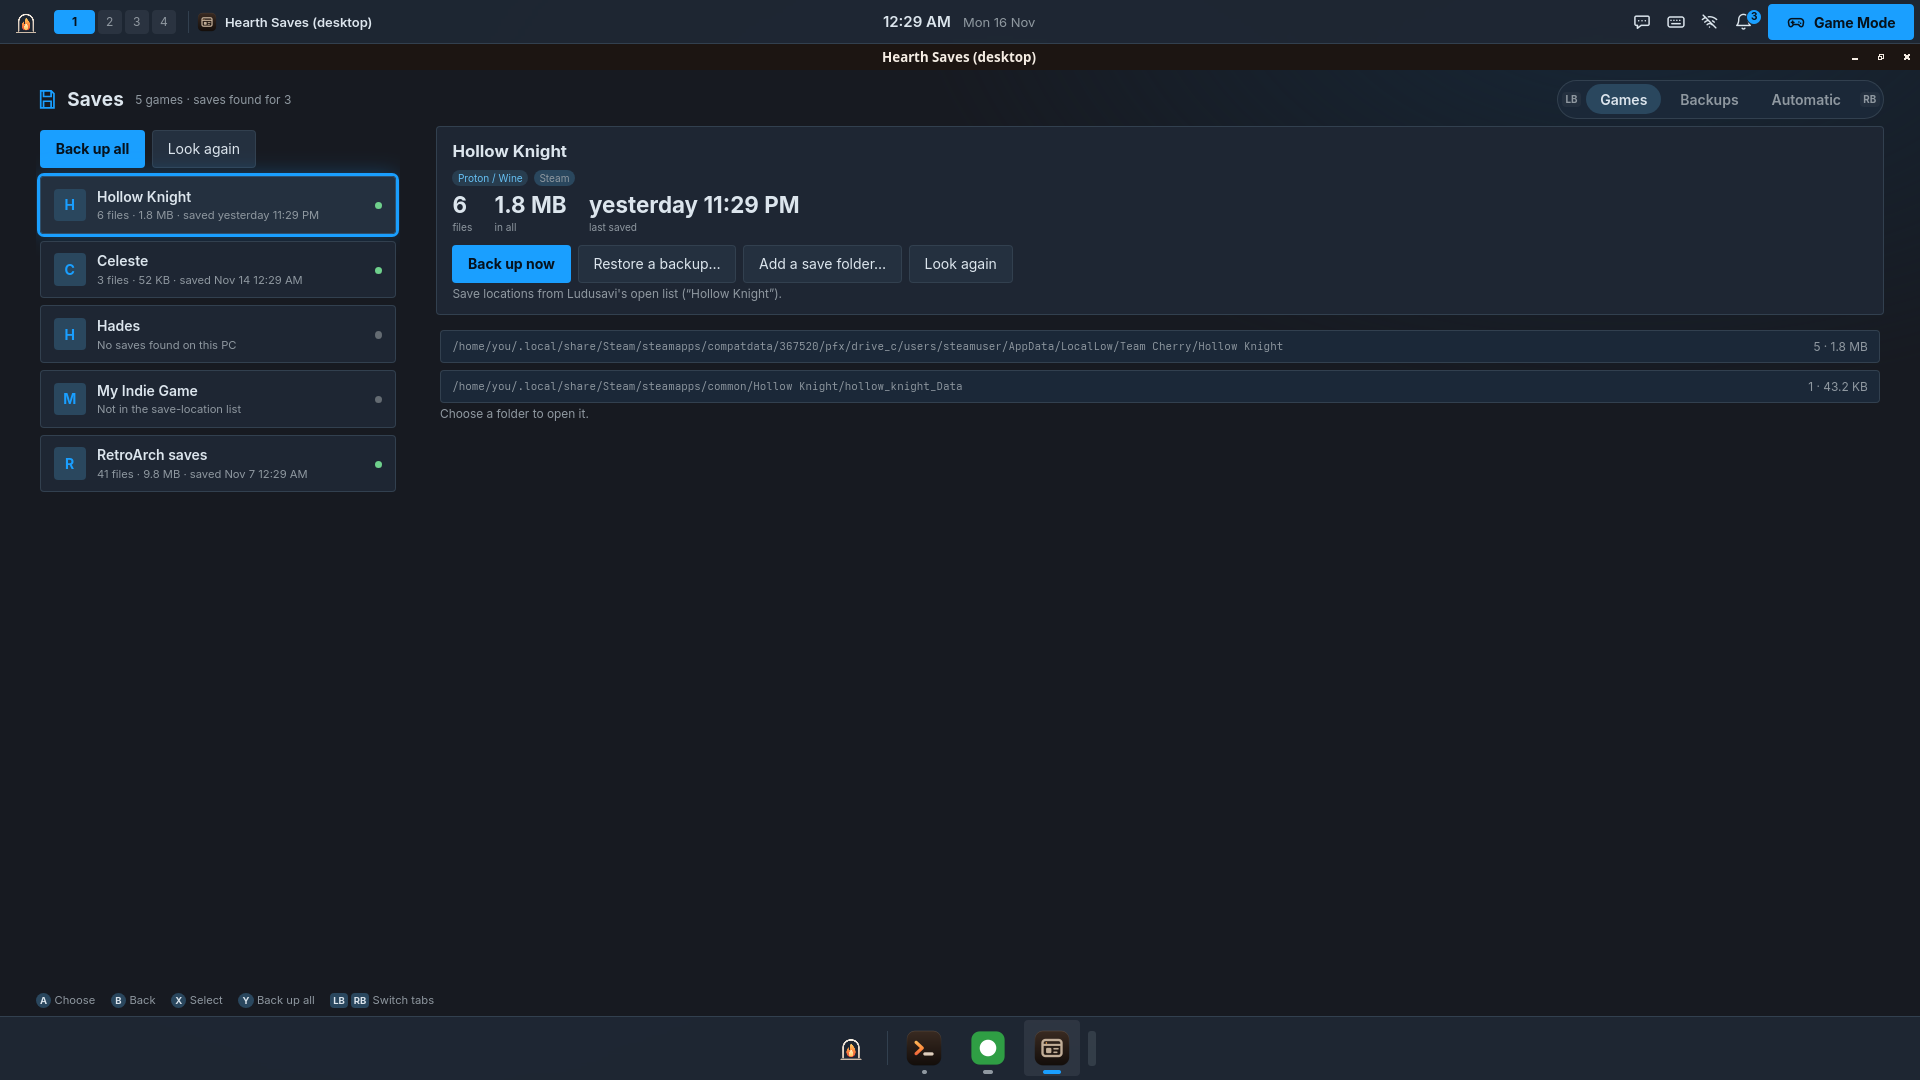 1 2 3 4 Hearth Saves (desktop) 12:29 AM Mon 16 Nov 3 Game Mode
Hearth Saves (desktop)
Saves 5 games · saves found for 3 LB Games Backups Automatic RB
Back up all Look again
H Hollow Knight
6 files · 1.8 MB · saved yesterday 11:29 PM
C Celeste
3 files · 52 KB · saved Nov 14 12:29 AM
H Hades
No saves found on this PC
M My Indie Game
Not in the save-location list
R RetroArch saves
41 files · 9.8 MB · saved Nov 7 12:29 AM
Hollow Knight
Proton / Wine Steam
6 1.8 MB yesterday 11:29 PM
files in all last saved
Back up now Restore a backup... Add a save folder... Look again
Save locations from Ludusavi's open list (“Hollow Knight”).
/home/you/.local/share/Steam/steamapps/compatdata/367520/pfx/drive_c/users/steamuser/AppData/LocalLow/Team Cherry/Hollow Knight 5 · 1.8 MB
/home/you/.local/share/Steam/steamapps/common/Hollow Knight/hollow_knight_Data 1 · 43.2 KB
Choose a folder to open it.
A Choose B Back X Select Y Back up all LB RB Switch tabs